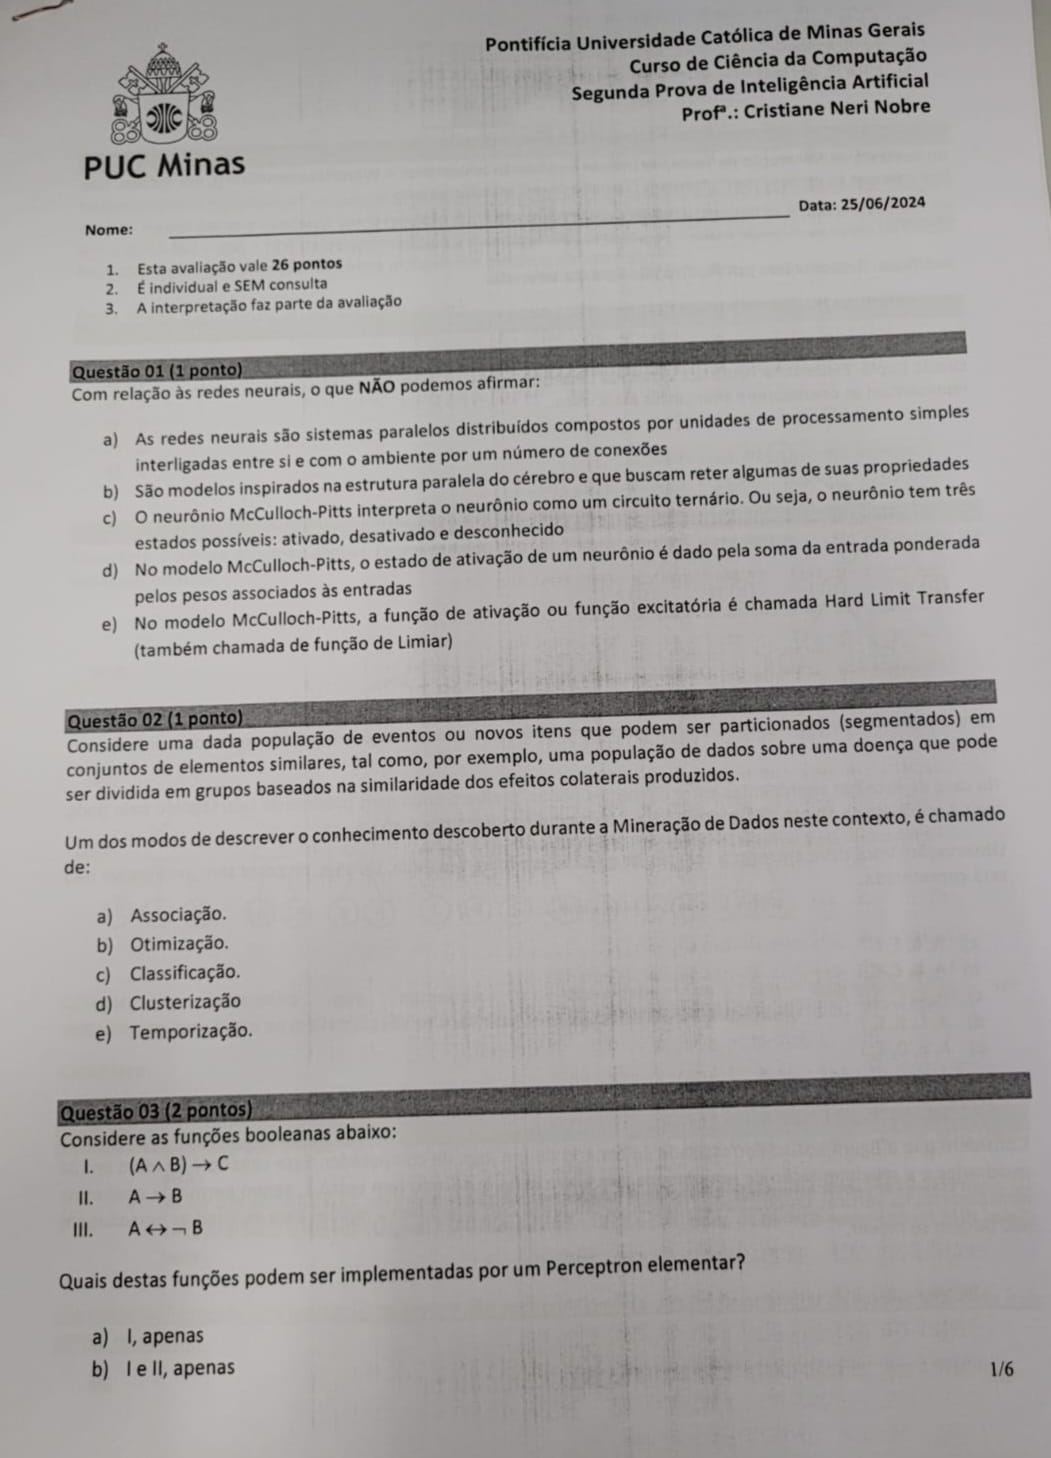 Pontifícia Universidade Católica de Minas Gerais
Curso de Ciência da Computação
Segunda Prova de Inteligência Artificial
Profª.: Cristiane Neri Nobre
PUC Minas
Nome: Data: 25/06/2024
1. Esta avaliação vale 26 pontos
2. É individual e SEM consulta
3. A interpretação faz parte da avaliação
Questão 01 (1 ponto)
Com relação às redes neurais, o que NÃO podemos afirmar:
a) As redes neurais são sistemas paralelos distribuídos compostos por unidades de processamento simples
interligadas entre si e com o ambiente por um número de conexões
b) São modelos inspirados na estrutura paralela do cérebro e que buscam reter algumas de suas propriedades
c) O neurônio McCulloch-Pitts interpreta o neurônio como um circuito ternário. Ou seja, o neurônio tem três
estados possíveis: ativado, desativado e desconhecido
d) No modelo McCulloch-Pitts, o estado de ativação de um neurônio é dado pela soma da entrada ponderada
pelos pesos associados às entradas
e) No modelo McCulloch-Pitts, a função de ativação ou função excitatória é chamada Hard Limit Transfer
(também chamada de função de Limiar)
Questão 02 (1 ponto)
Considere uma dada população de eventos ou novos itens que podem ser particionados (segmentados) em
conjuntos de elementos similares, tal como, por exemplo, uma população de dados sobre uma doença que pode
ser dividida em grupos baseados na similaridade dos efeitos colaterais produzidos.
Um dos modos de descrever o conhecimento descoberto durante a Mineração de Dados neste contexto, é chamado
de:
a) Associação.
b) Otimização.
c) Classificação.
d) Clusterização
e) Temporização.
Questão 03 (2 pontos)
Considere as funções booleanas abaixo:
I. (A ∧ B) → C
II. A → B
III. A ↔ ¬ B
Quais destas funções podem ser implementadas por um Perceptron elementar?
a) I, apenas
b) I e II, apenas
1/6